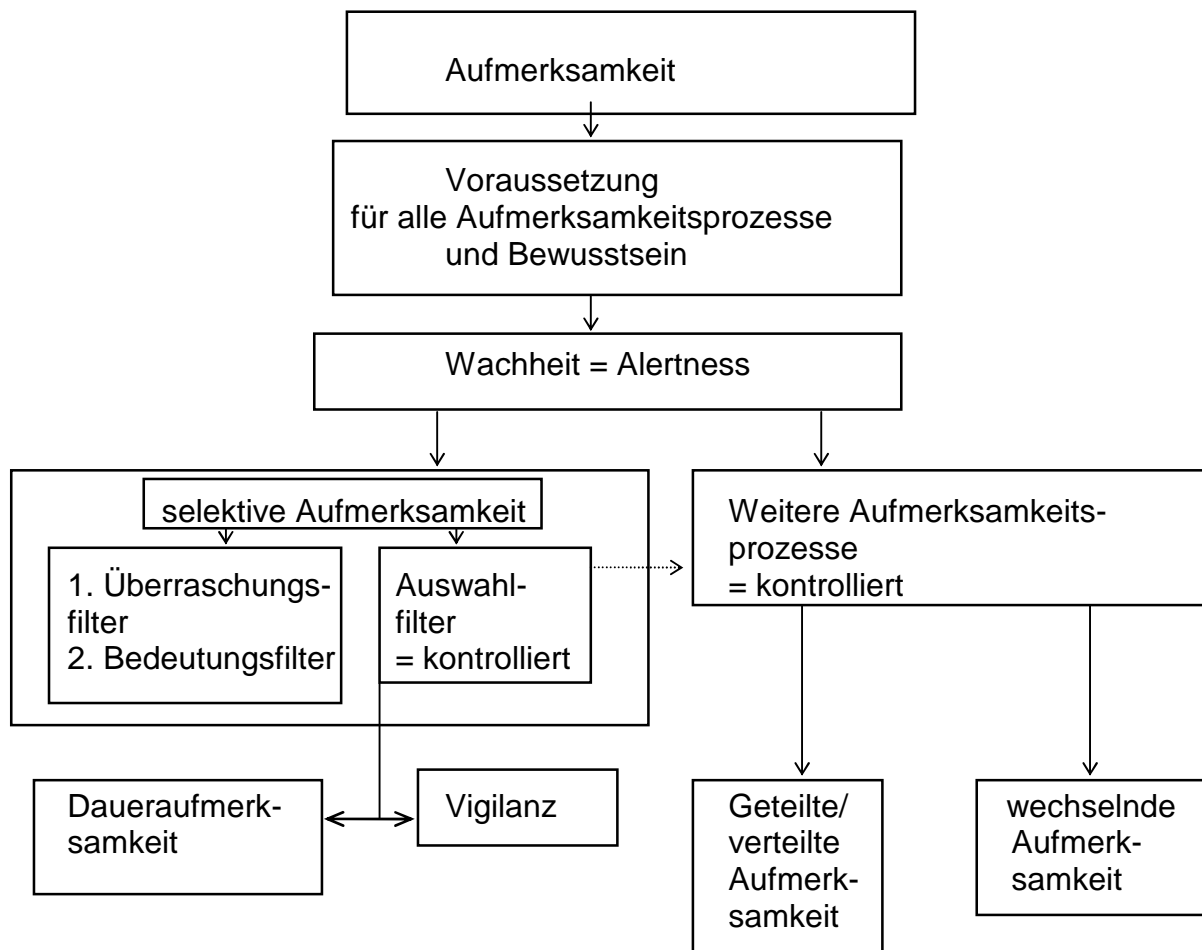 Aufmerksamkeit
Voraussetzung
für alle Aufmerksamkeitsprozesse
und Bewusstsein
Wachheit = Alertness
selektive Aufmerksamkeit
1. Überraschungs-
filter
2. Bedeutungsfilter
Auswahl-
filter
= kontrolliert
Weitere Aufmerksamkeits-
prozesse
= kontrolliert
Daueraufmerk-
samkeit
Vigilanz
Geteilte/
verteilte
Aufmerk-
samkeit
wechselnde
Aufmerk-
samkeit